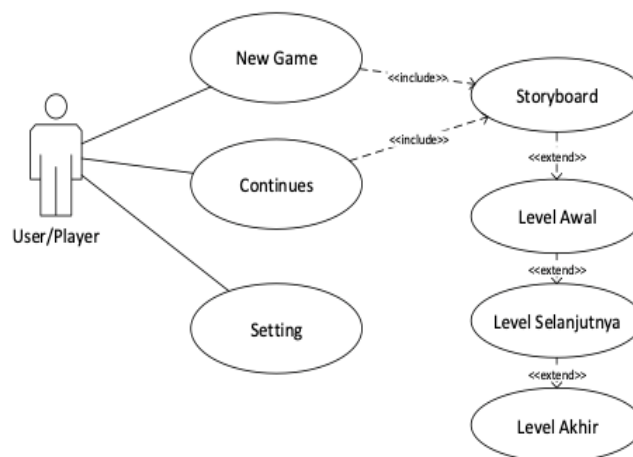 New Game
<<include>>
Storyboard
<<include>>
<<extend>>
Continues
User/Player
Level Awal
<<extend>>
Setting
Level Selanjutnya
<<extend>>
Level Akhir